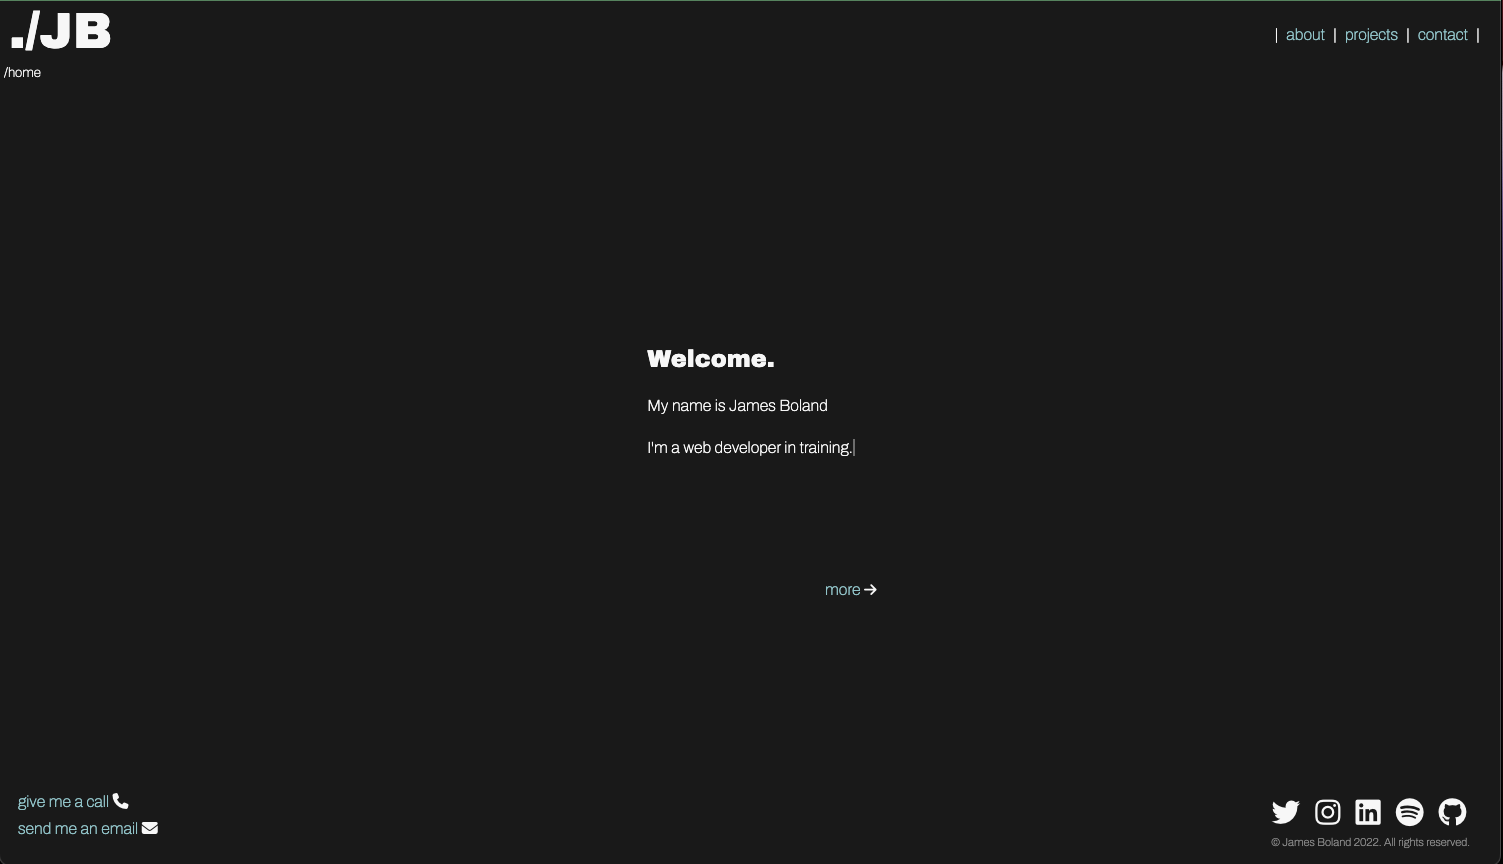 ./JB
| about | projects | contact |
/home
Welcome.
My name is James Boland
I'm a web developer in training.|
more →
give me a call
send me an email
© James Boland 2022. All rights reserved.